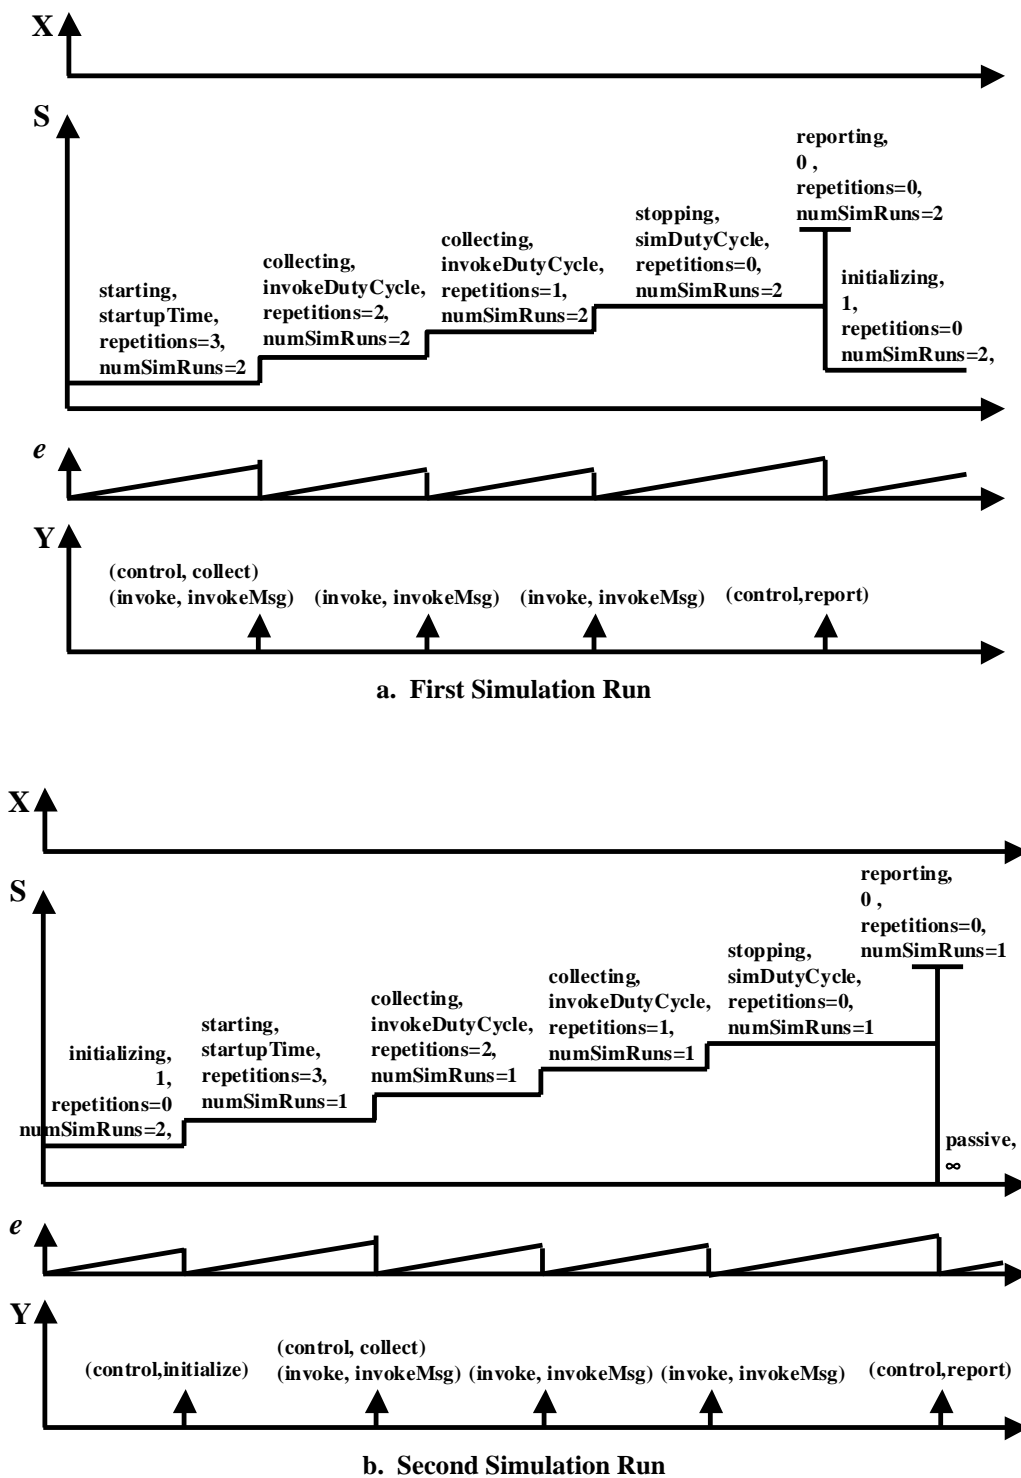 X
S
reporting,
0 ,
repetitions=0,
numSimRuns=2
stopping,
simDutyCycle,
repetitions=0,
numSimRuns=2
collecting,
invokeDutyCycle,
repetitions=1,
numSimRuns=2
collecting,
invokeDutyCycle,
repetitions=2,
numSimRuns=2
starting,
startupTime,
repetitions=3,
numSimRuns=2
initializing,
1,
repetitions=0
numSimRuns=2,
e
Y
(control, collect)
(invoke, invokeMsg)
(invoke, invokeMsg)
(invoke, invokeMsg)
(control,report)
a. First Simulation Run
X
S
reporting,
0 ,
repetitions=0,
numSimRuns=1
stopping,
simDutyCycle,
repetitions=0,
numSimRuns=1
collecting,
invokeDutyCycle,
repetitions=1,
numSimRuns=1
collecting,
invokeDutyCycle,
repetitions=2,
numSimRuns=1
starting,
startupTime,
repetitions=3,
numSimRuns=1
initializing,
1,
repetitions=0
numSimRuns=2,
passive,
∞
e
Y
(control,initialize)
(control, collect)
(invoke, invokeMsg)
(invoke, invokeMsg)
(invoke, invokeMsg)
(control,report)
b. Second Simulation Run